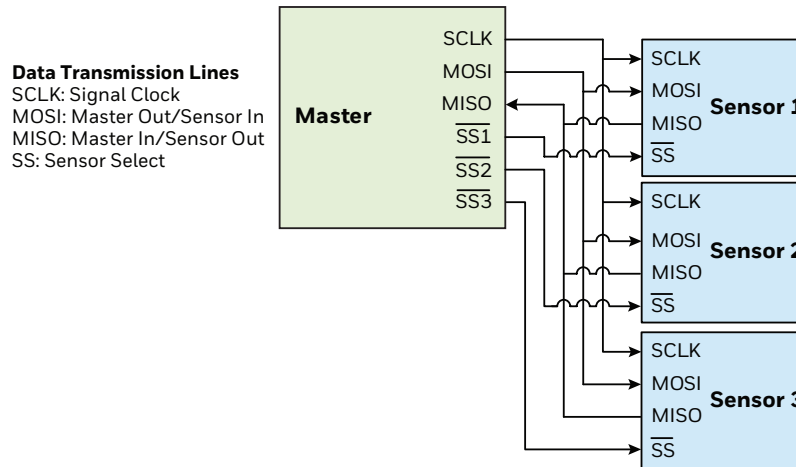 Data Transmission Lines
SCLK: Signal Clock
MOSI: Master Out/Sensor In
MISO: Master In/Sensor Out
SS: Sensor Select
Master
SCLK
MOSI
MISO
SS1
SS2
SS3
SCLK
MOSI
MISO
SS
Sensor 1
SCLK
MOSI
MISO
SS
Sensor 2
SCLK
MOSI
MISO
SS
Sensor 3